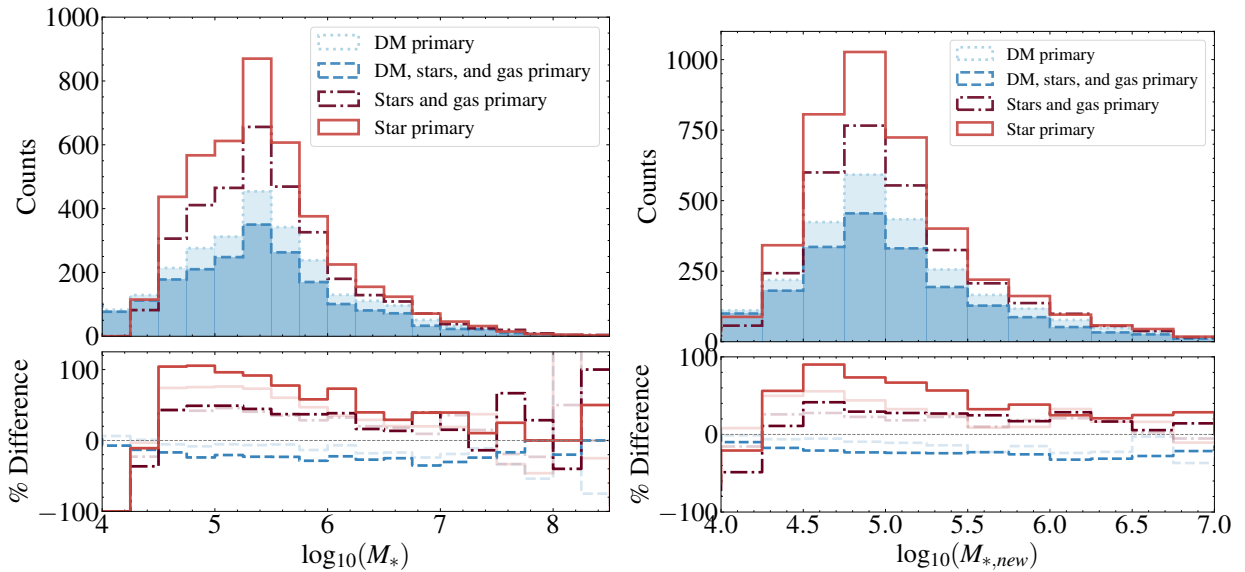 1000
800
600
400
200
0
Counts
DM primary
DM, stars, and gas primary
Stars and gas primary
Star primary
100
0
−100
% Difference
4
5
6
7
8
log10(M*)
1000
750
500
250
0
Counts
DM primary
DM, stars, and gas primary
Stars and gas primary
Star primary
100
0
−100
% Difference
4.0
4.5
5.0
5.5
6.0
6.5
7.0
log10(M*,new)